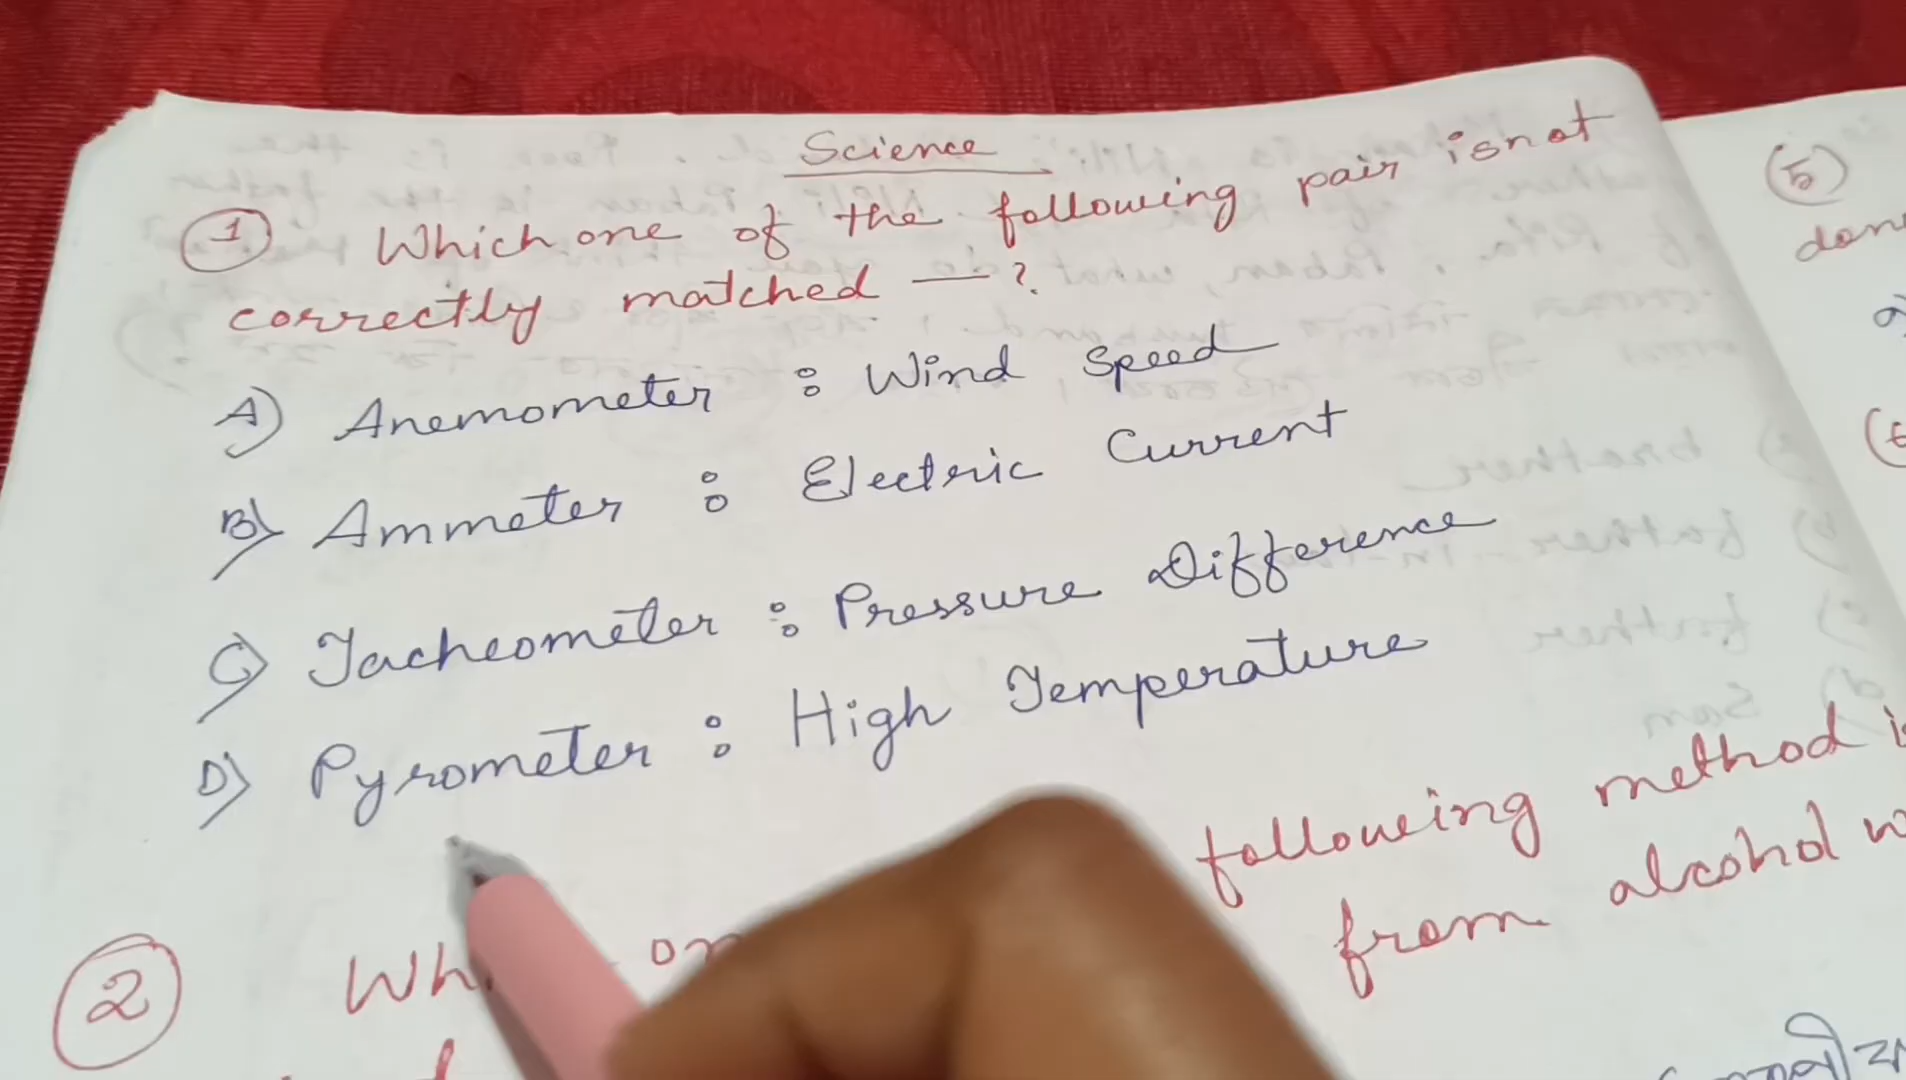 Science
1 Which one of the following pair is not
correctly matched — ?
A) Anemometer : Wind Speed
B) Ammeter : Electric Current
C) Tacheometer : Pressure Difference
D) Pyrometer : High Temperature
2 following method
from alcohol
(5)